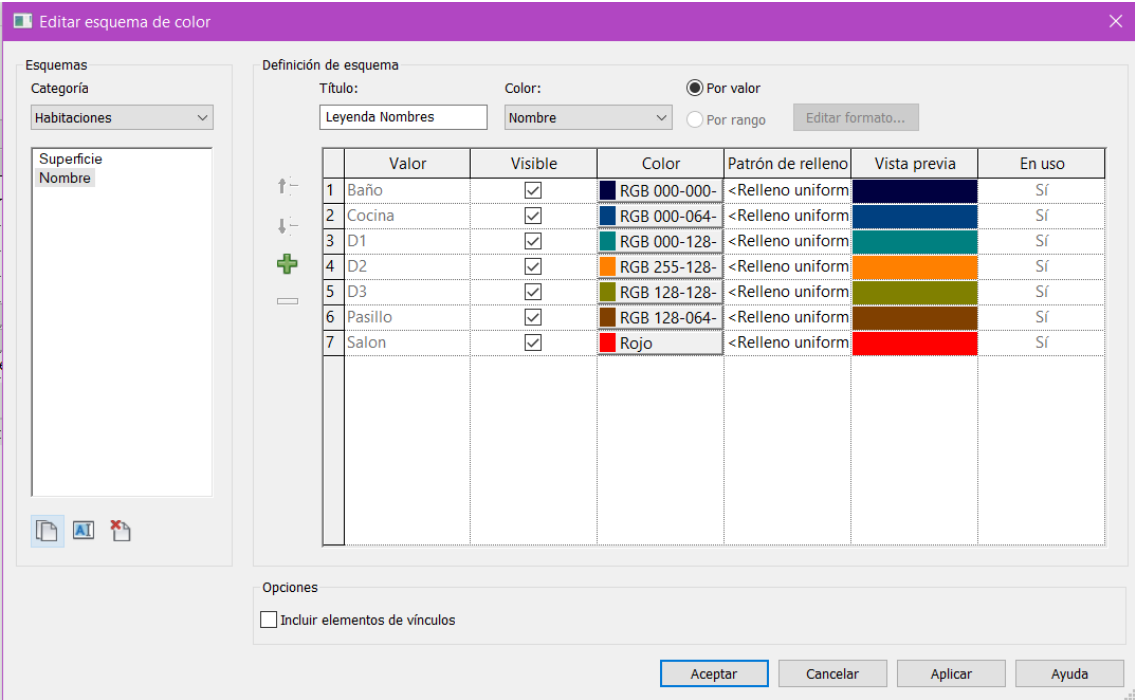 Editar esquema de color
Esquemas
Categoría
Habitaciones
Superficie
Nombre
Definición de esquema
Título: Color:
Leyenda Nombres Nombre
Por valor
Por rango Editar formato...
Valor Visible Color Patrón de relleno Vista previa En uso
1 Baño RGB 000-000- <Relleno uniform Sí
2 Cocina RGB 000-064- <Relleno uniform Sí
3 D1 RGB 000-128- <Relleno uniform Sí
4 D2 RGB 255-128- <Relleno uniform Sí
5 D3 RGB 128-128- <Relleno uniform Sí
6 Pasillo RGB 128-064- <Relleno uniform Sí
7 Salon Rojo <Relleno uniform Sí
Opciones
Incluir elementos de vínculos
Aceptar Cancelar Aplicar Ayuda